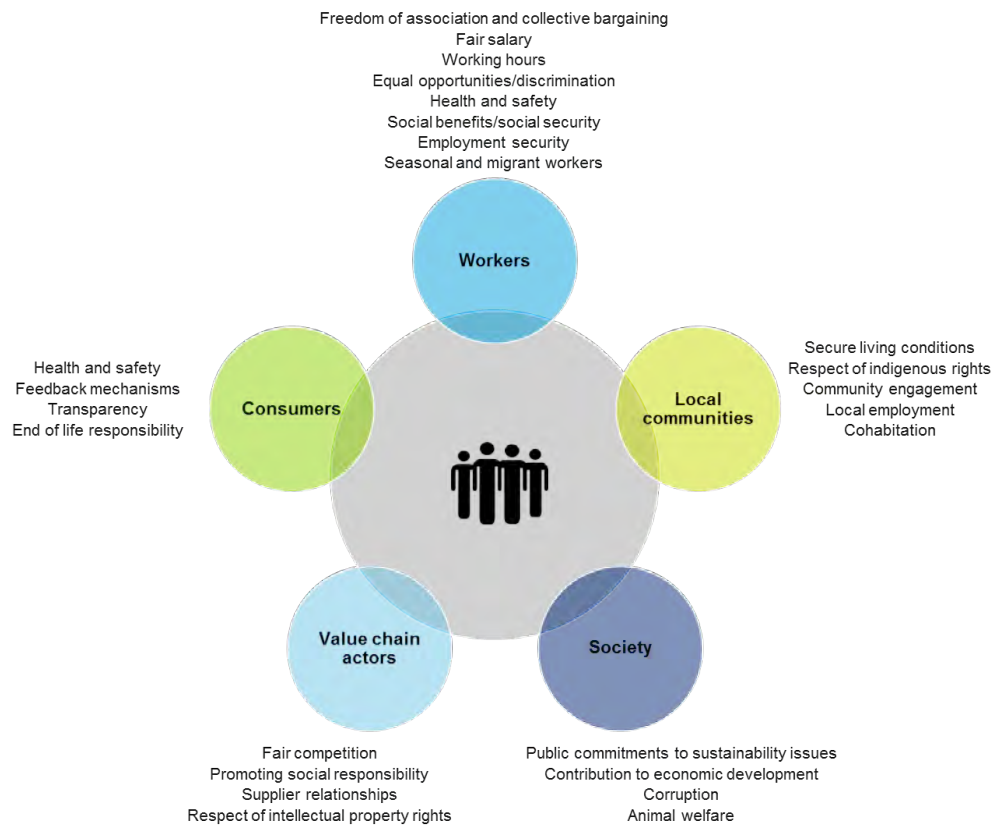 Freedom of association and collective bargaining
Fair salary
Working hours
Equal opportunities/discrimination
Health and safety
Social benefits/social security
Employment security
Seasonal and migrant workers
Workers
Health and safety
Feedback mechanisms
Transparency
End of life responsibility
Consumers
Local
communities
Secure living conditions
Respect of indigenous rights
Community engagement
Local employment
Cohabitation
Value chain
actors
Society
Fair competition
Promoting social responsibility
Supplier relationships
Respect of intellectual property rights
Public commitments to sustainability issues
Contribution to economic development
Corruption
Animal welfare